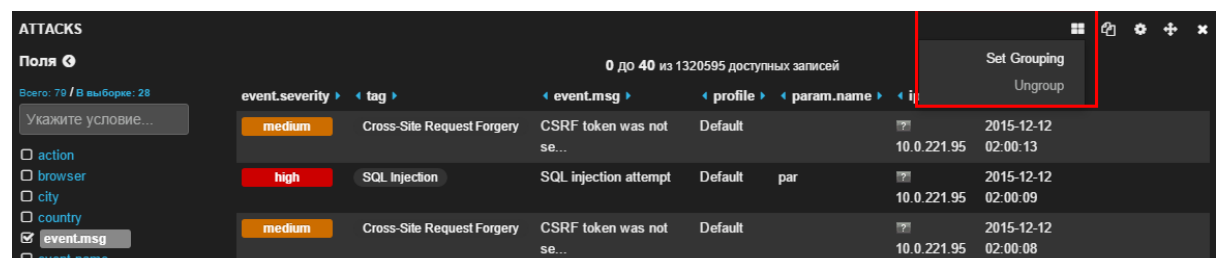 ATTACKS
Поля
0 до 40 из 1320595 доступных записей
Set Grouping
Ungroup
Всего: 79 / В выборке: 28
Укажите условие...
event.severity tag event.msg profile param.name ip
medium Cross-Site Request Forgery CSRF token was not se... Default 10.0.221.95 2015-12-12 02:00:13
high SQL Injection SQL injection attempt Default par 10.0.221.95 2015-12-12 02:00:09
medium Cross-Site Request Forgery CSRF token was not se... Default 10.0.221.95 2015-12-12 02:00:08
action
browser
city
country
event.msg